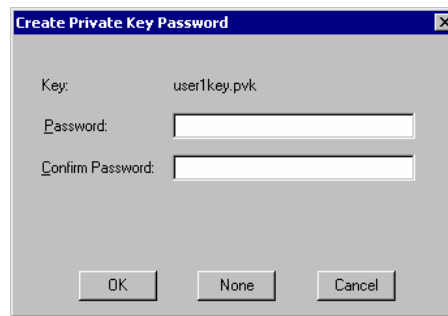 Create Private Key Password
Key: user1key.pvk
Password:
Confirm Password:
OK None Cancel